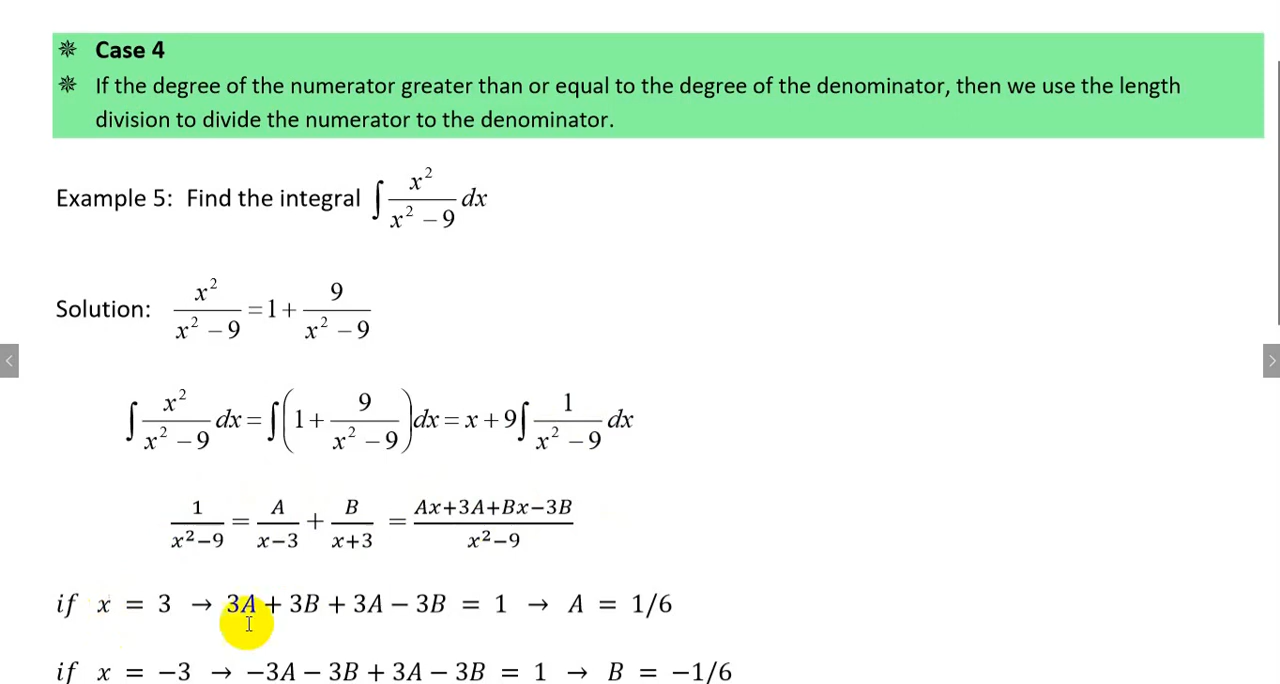 ✵ Case 4
✵ If the degree of the numerator greater than or equal to the degree of the denominator, then we use the length
division to divide the numerator to the denominator.
Example 5: Find the integral ∫ x²/(x² − 9) dx
Solution: x²/(x² − 9) = 1 + 9/(x² − 9)
∫ x²/(x² − 9) dx = ∫ (1 + 9/(x² − 9)) dx = x + 9 ∫ 1/(x² − 9) dx
1/(x²−9) = A/(x−3) + B/(x+3) = (Ax+3A+Bx−3B)/(x²−9)
if x = 3 → 3A + 3B + 3A − 3B = 1 → A = 1/6
if x = −3 → −3A − 3B + 3A − 3B = 1 → B = −1/6